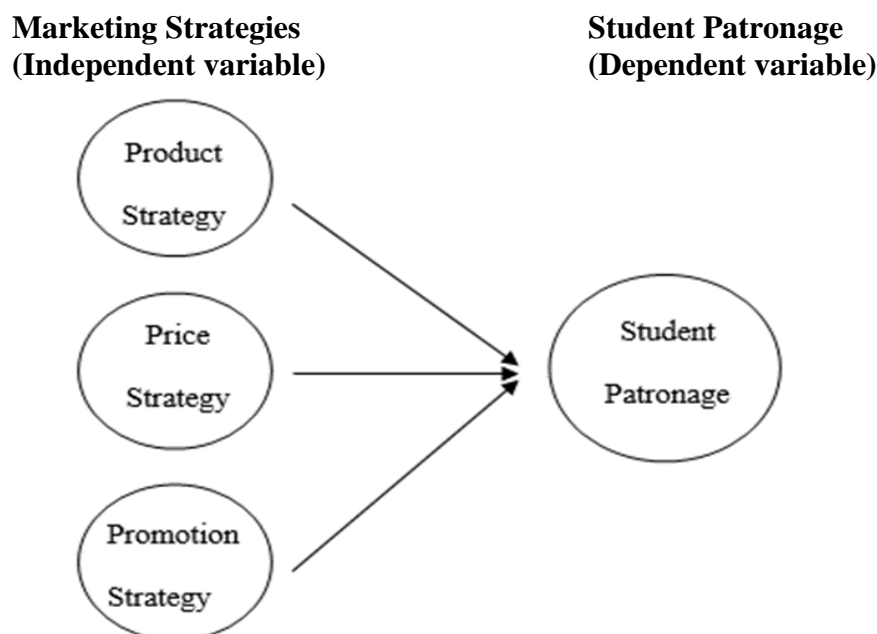 Marketing Strategies
(Independent variable)
Student Patronage
(Dependent variable)
Product
Strategy
Price
Strategy
Promotion
Strategy
Student
Patronage